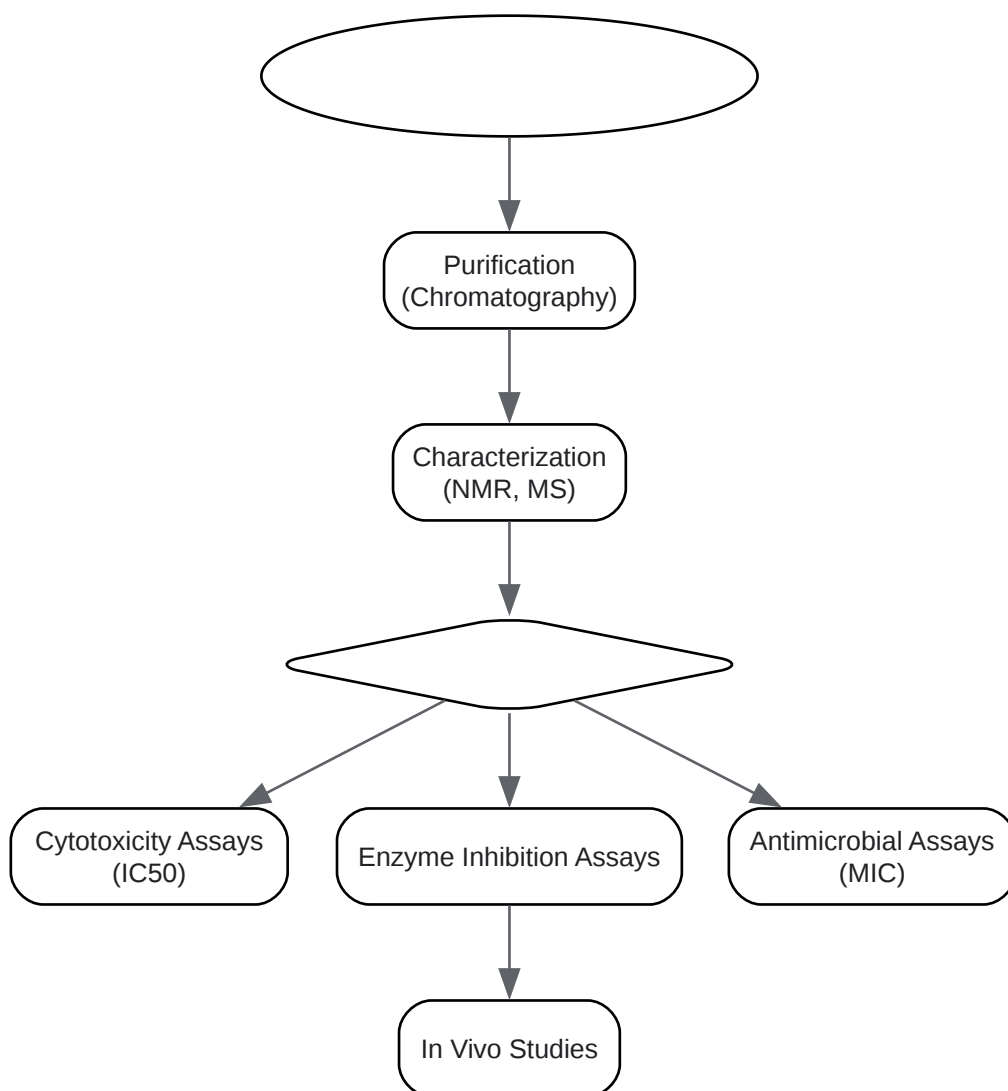 Purification
(Chromatography)
Characterization
(NMR, MS)
Cytotoxicity Assays
(IC50)
Enzyme Inhibition Assays
Antimicrobial Assays
(MIC)
In Vivo Studies